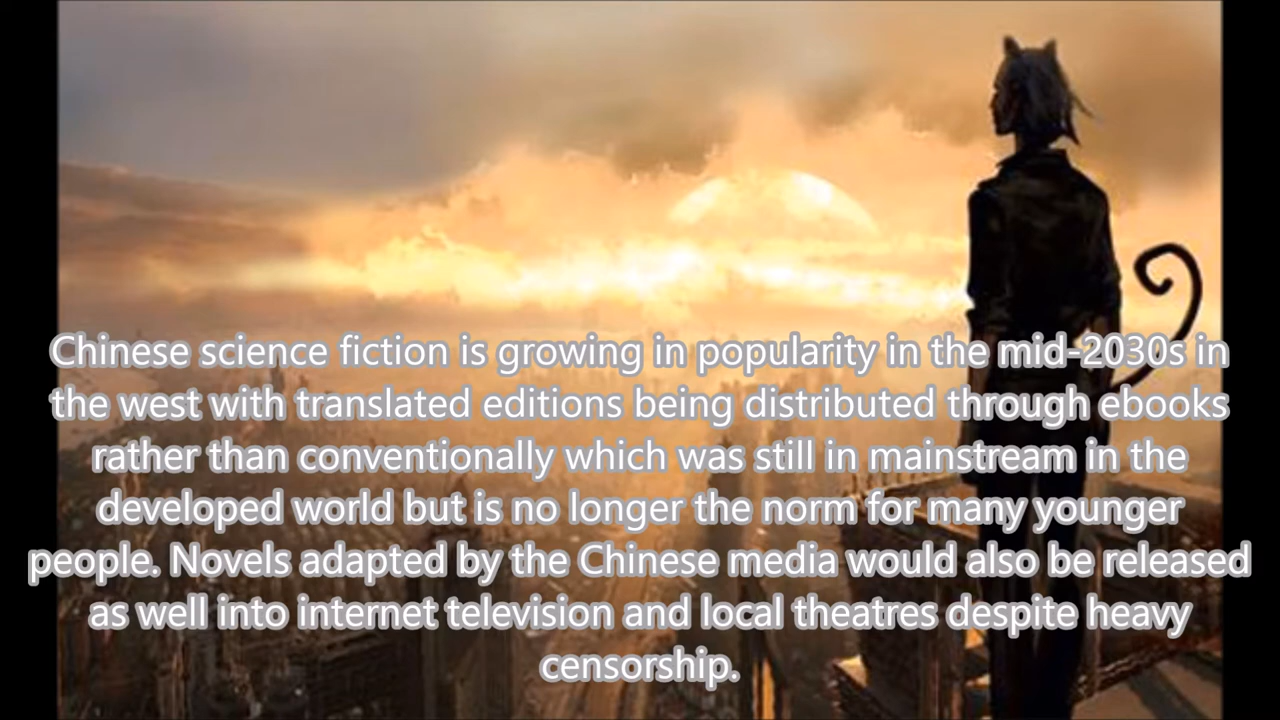 Chinese science fiction is growing in popularity in the mid-2030s in
the west with translated editions being distributed through ebooks
rather than conventionally which was still in mainstream in the
developed world but is no longer the norm for many younger
people. Novels adapted by the Chinese media would also be released
as well into internet television and local theatres despite heavy
censorship.